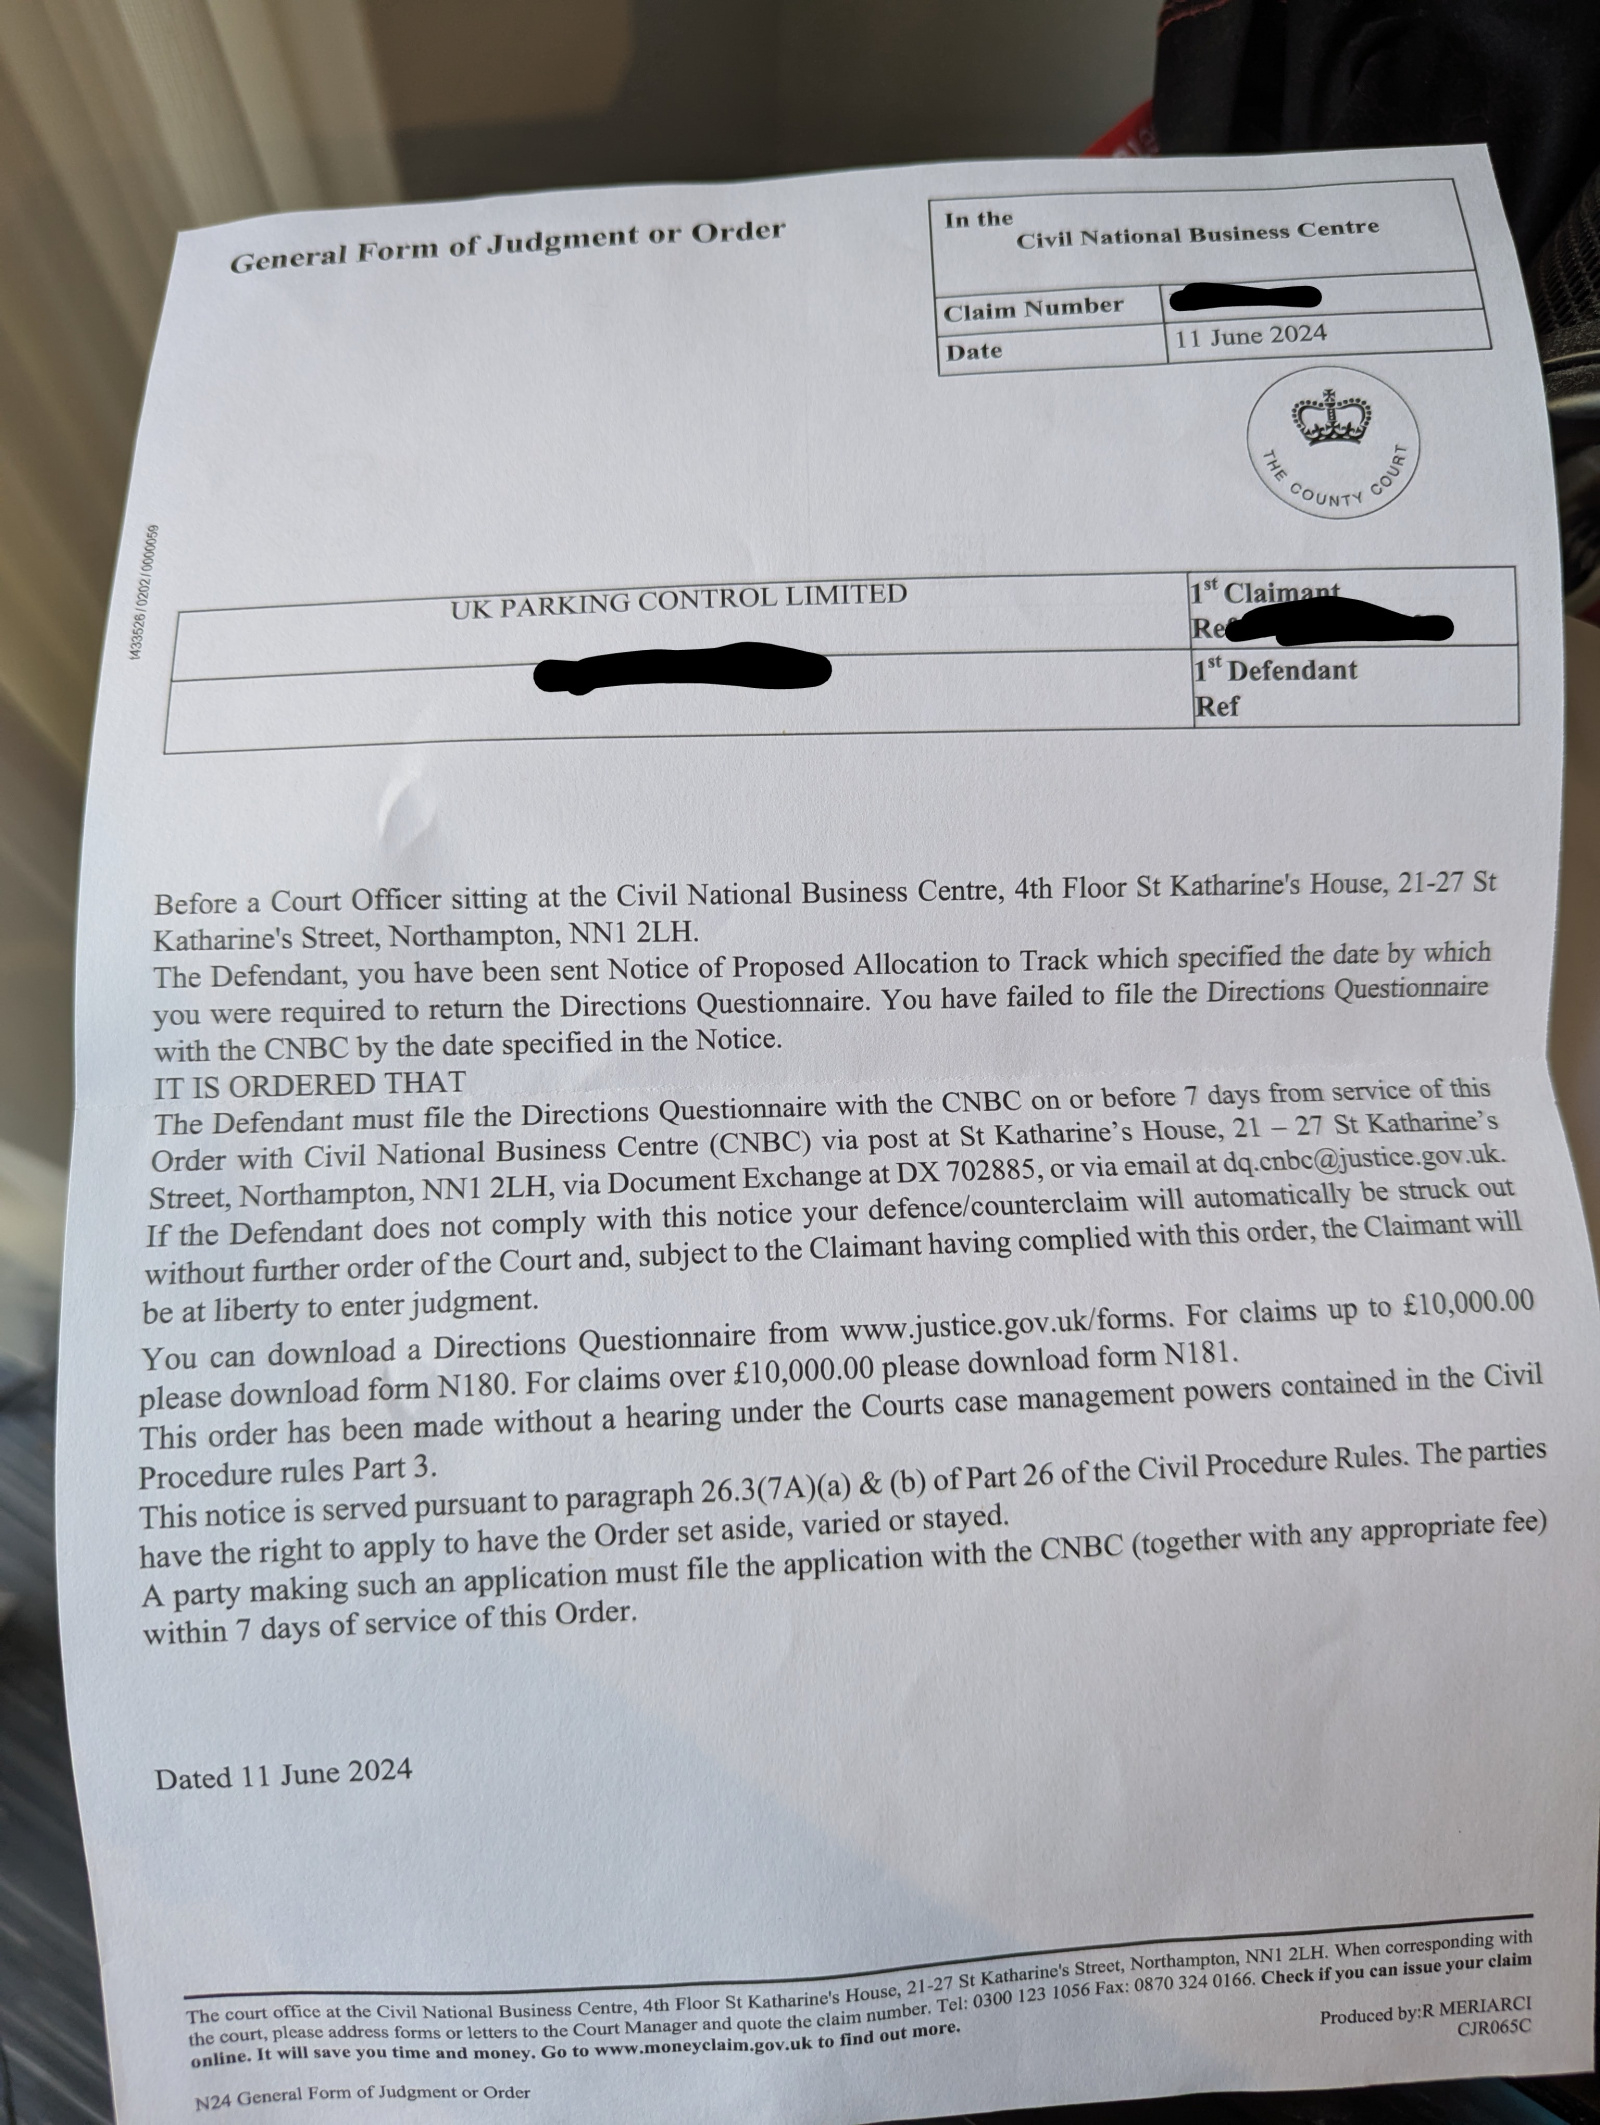 General Form of Judgment or Order
In the
Civil National Business Centre
Claim Number
Date
11 June 2024
THE COUNTY COURT
t433526/0202/0000059
UK PARKING CONTROL LIMITED
1st Claimant
Ref
1st Defendant
Ref
Before a Court Officer sitting at the Civil National Business Centre, 4th Floor St Katharine's House, 21-27 St
Katharine's Street, Northampton, NN1 2LH.
The Defendant, you have been sent Notice of Proposed Allocation to Track which specified the date by which
you were required to return the Directions Questionnaire. You have failed to file the Directions Questionnaire
with the CNBC by the date specified in the Notice.
IT IS ORDERED THAT
The Defendant must file the Directions Questionnaire with the CNBC on or before 7 days from service of this
Order with Civil National Business Centre (CNBC) via post at St Katharine’s House, 21 – 27 St Katharine’s
Street, Northampton, NN1 2LH, via Document Exchange at DX 702885, or via email at dq.cnbc@justice.gov.uk.
If the Defendant does not comply with this notice your defence/counterclaim will automatically be struck out
without further order of the Court and, subject to the Claimant having complied with this order, the Claimant will
be at liberty to enter judgment.
You can download a Directions Questionnaire from www.justice.gov.uk/forms. For claims up to £10,000.00
please download form N180. For claims over £10,000.00 please download form N181.
This order has been made without a hearing under the Courts case management powers contained in the Civil
Procedure rules Part 3.
This notice is served pursuant to paragraph 26.3(7A)(a) & (b) of Part 26 of the Civil Procedure Rules. The parties
have the right to apply to have the Order set aside, varied or stayed.
A party making such an application must file the application with the CNBC (together with any appropriate fee)
within 7 days of service of this Order.
Dated 11 June 2024
The court office at the Civil National Business Centre, 4th Floor St Katharine's House, 21-27 St Katharine's Street, Northampton, NN1 2LH. When corresponding with
the court, please address forms or letters to the Court Manager and quote the claim number. Tel: 0300 123 1056 Fax: 0870 324 0166. Check if you can issue your claim
online. It will save you time and money. Go to www.moneyclaim.gov.uk to find out more.
Produced by:R MERIARCI
CJR065C
N24 General Form of Judgment or Order